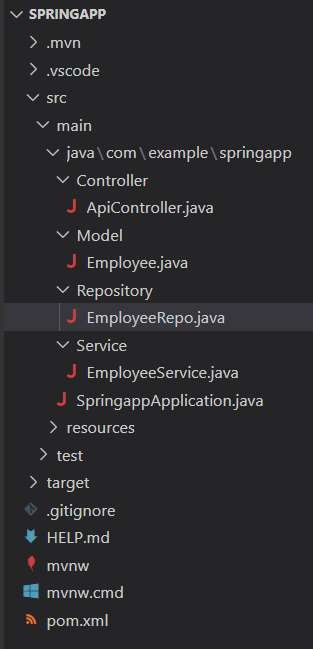 SPRINGAPP
.mvn
.vscode
src
main
java\com\example\springapp
Controller
ApiController.java
Model
Employee.java
Repository
EmployeeRepo.java
Service
EmployeeService.java
SpringappApplication.java
resources
test
target
.gitignore
HELP.md
mvnw
mvnw.cmd
pom.xml